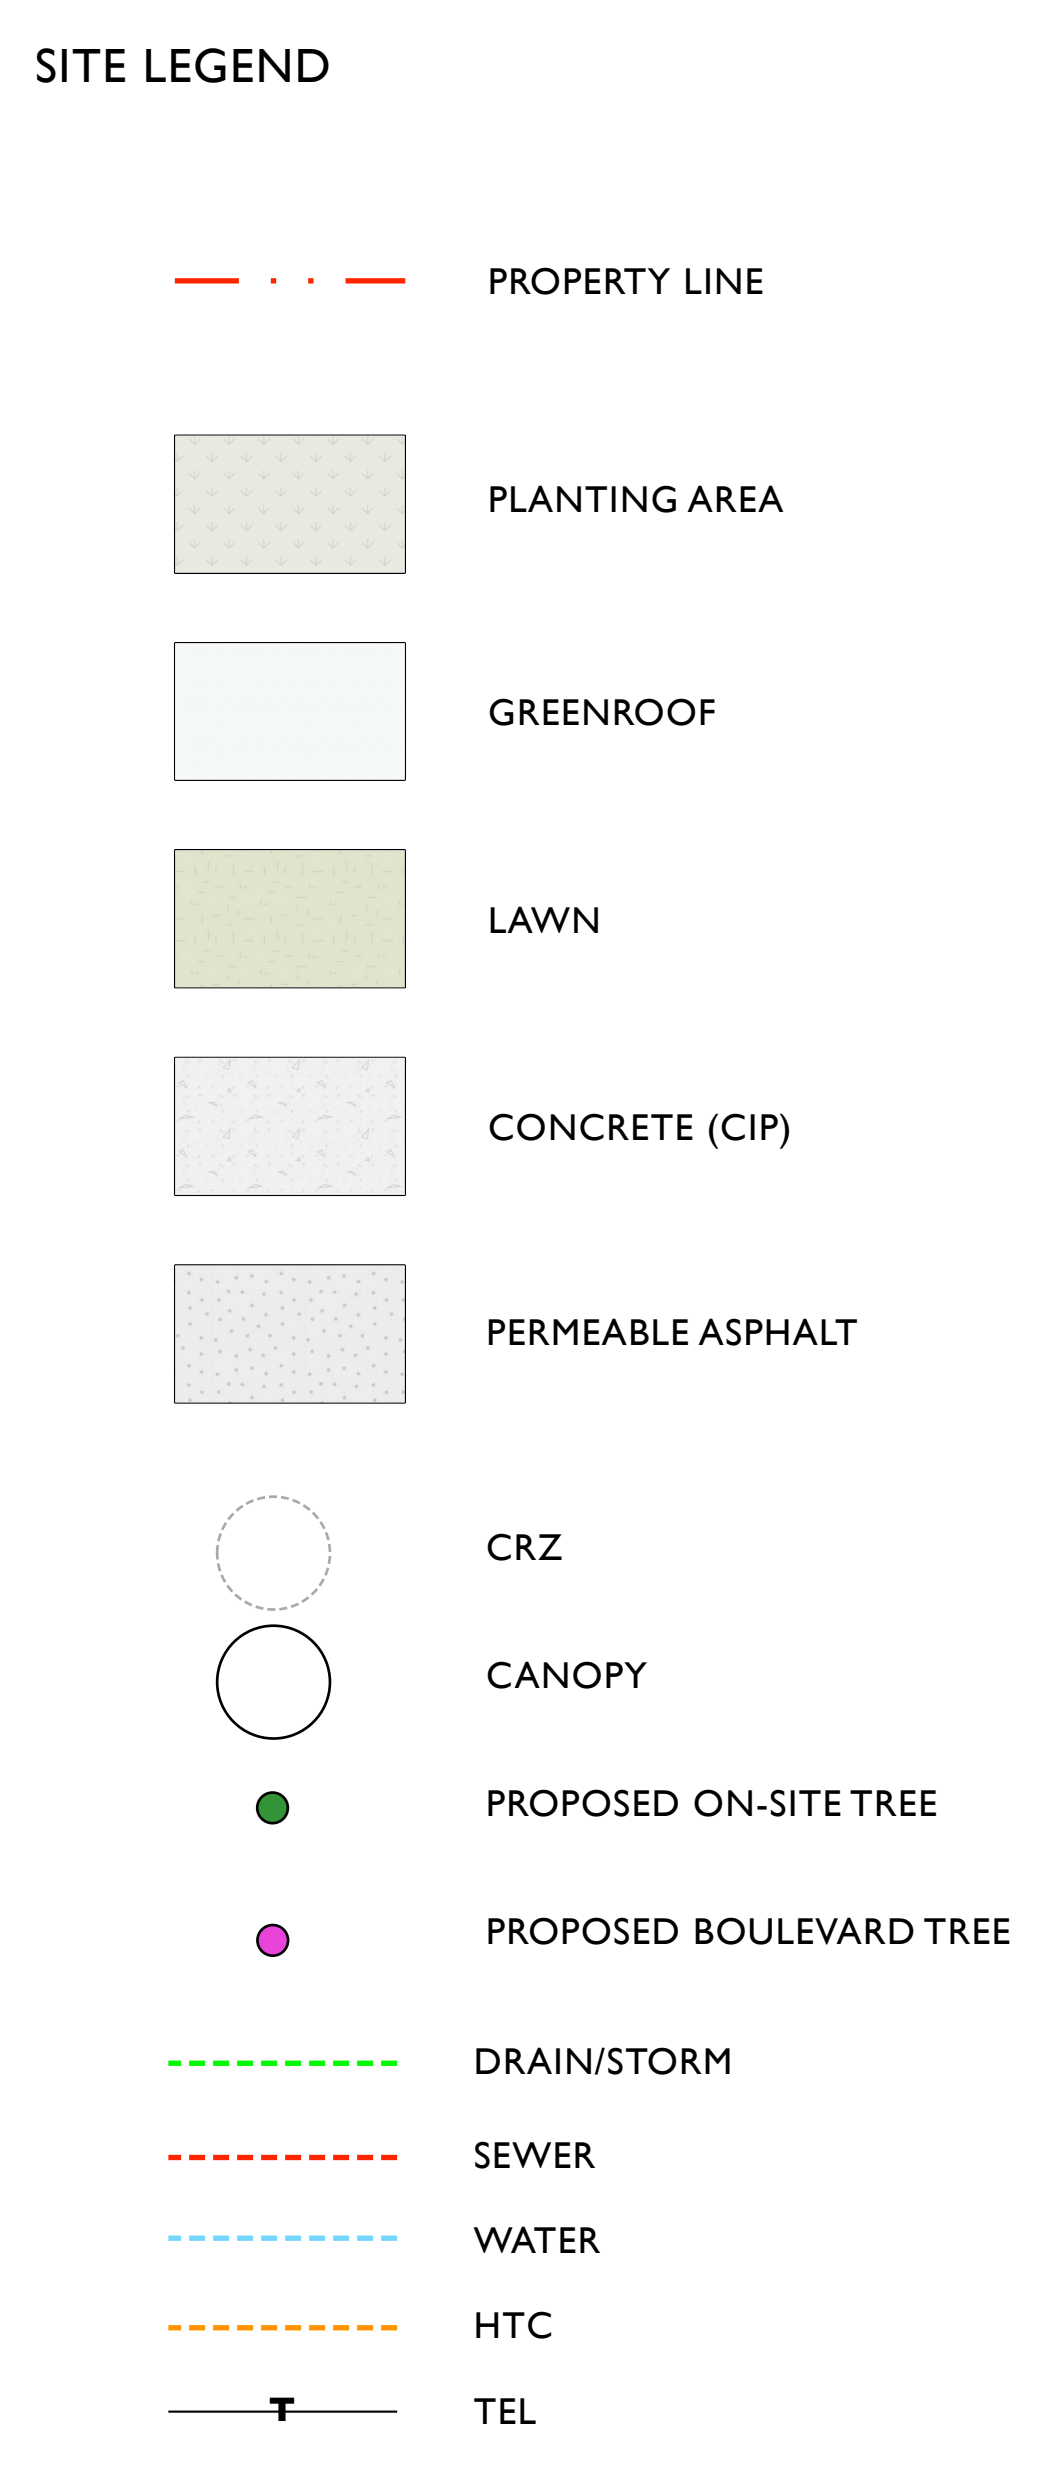 SITE LEGEND
PROPERTY LINE
PLANTING AREA
GREENROOF
LAWN
CONCRETE (CIP)
PERMEABLE ASPHALT
CRZ
CANOPY
PROPOSED ON-SITE TREE
PROPOSED BOULEVARD TREE
DRAIN/STORM
SEWER
WATER
HTC
T TEL